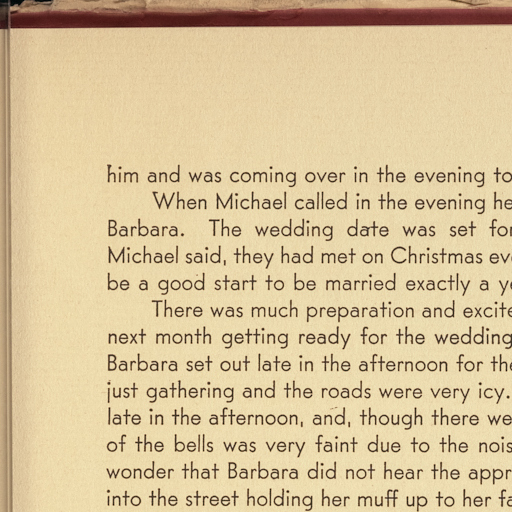 him and was coming over in the evening to
When Michael called in the evening he
Barbara. The wedding date was set for
Michael said, they had met on Christmas ev
be a good start to be married exactly a ye
There was much preparation and excite
next month getting ready for the wedding
Barbara set out late in the afternoon for the
just gathering and the roads were very icy.
late in the afternoon, and, though there we
of the bells was very faint due to the nois
wonder that Barbara did not hear the appr
into the street holding her muff up to her fa